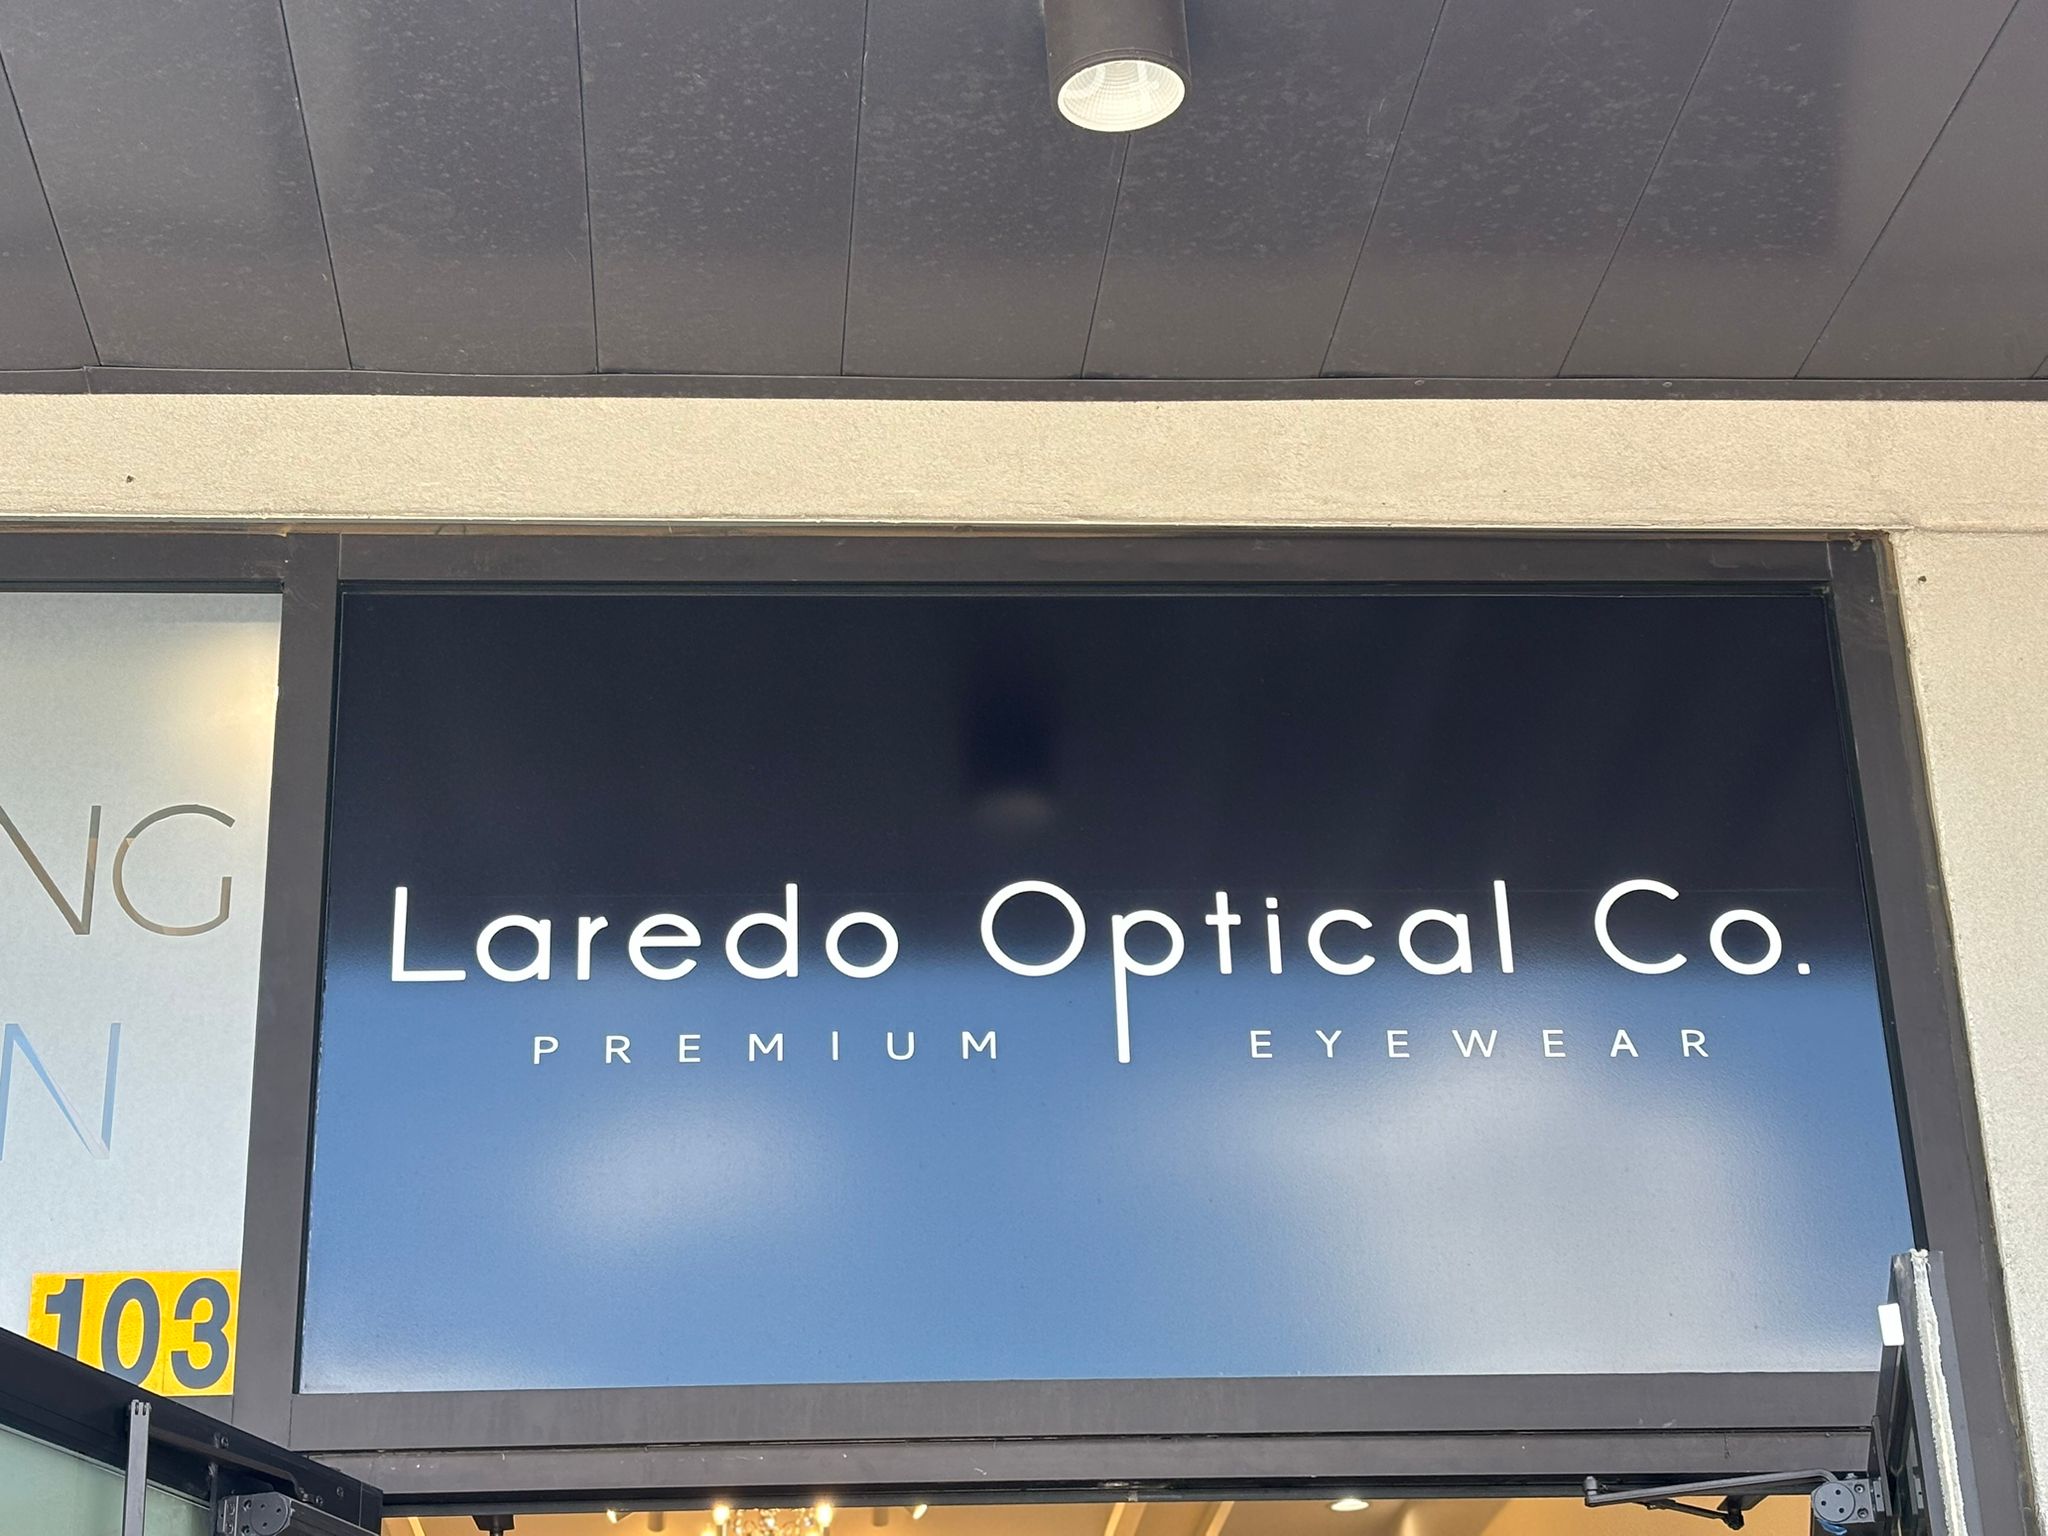 Laredo Optical Co.
PREMIUM EYEWEAR
103